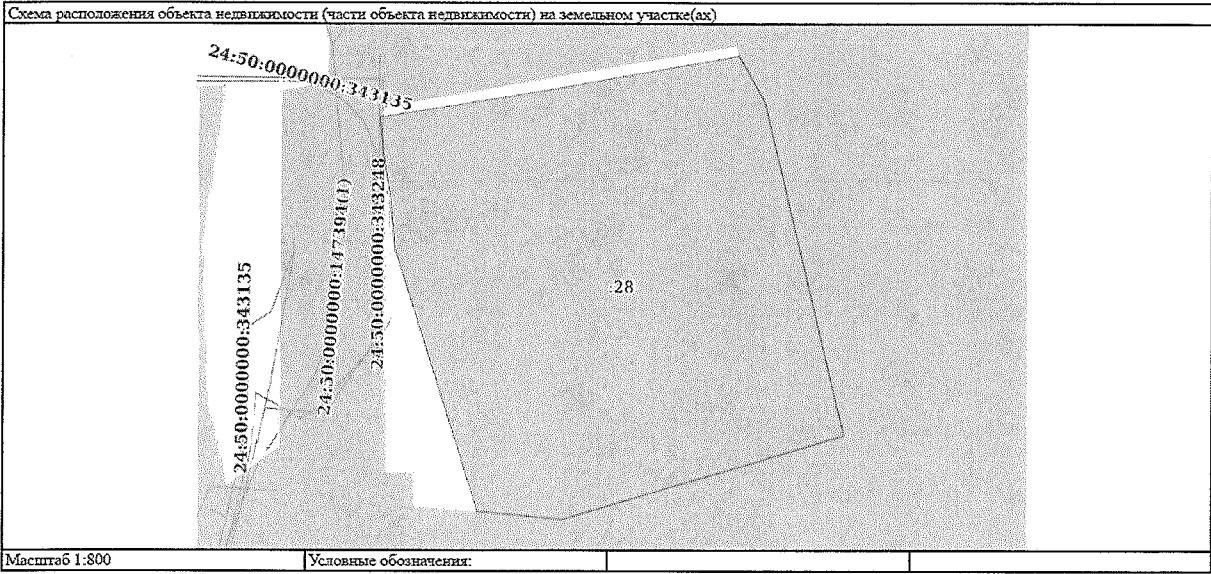 Схема расположения объекта недвижимости (части объекта недвижимости) на земельном участке(ах)
24:50:0000000:343135
24:50:0000000:343135
24:50:0000000:147394(1)
24:50:0000000:343248
:28
Масштаб 1:800
Условные обозначения: